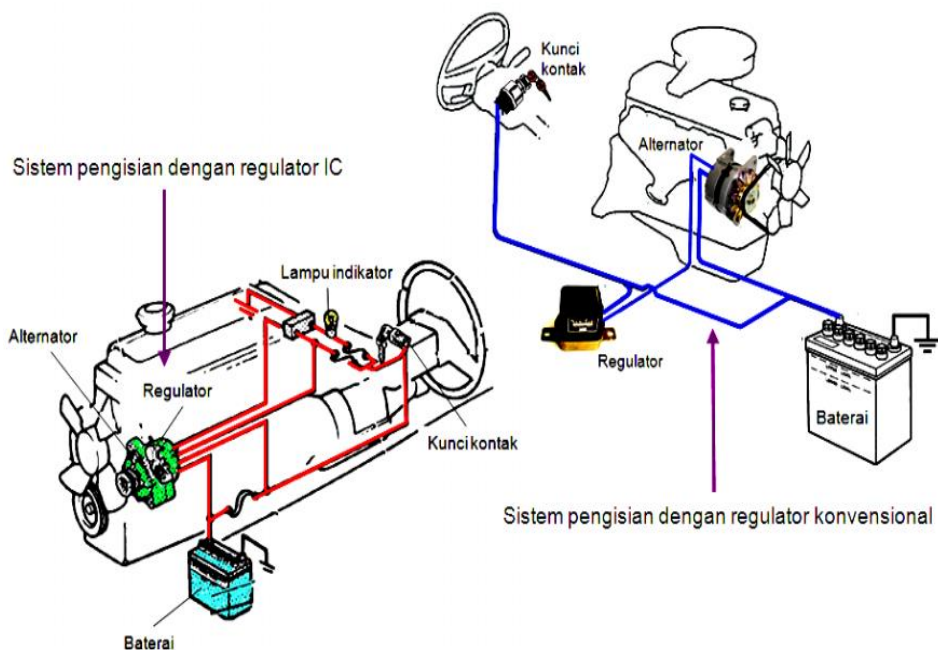 Sistem pengisian dengan regulator IC
Lampu indikator
Alternator
Regulator
Kunci kontak
Baterai
Kunci
kontak
Alternator
Regulator
Baterai
Sistem pengisian dengan regulator konvensional